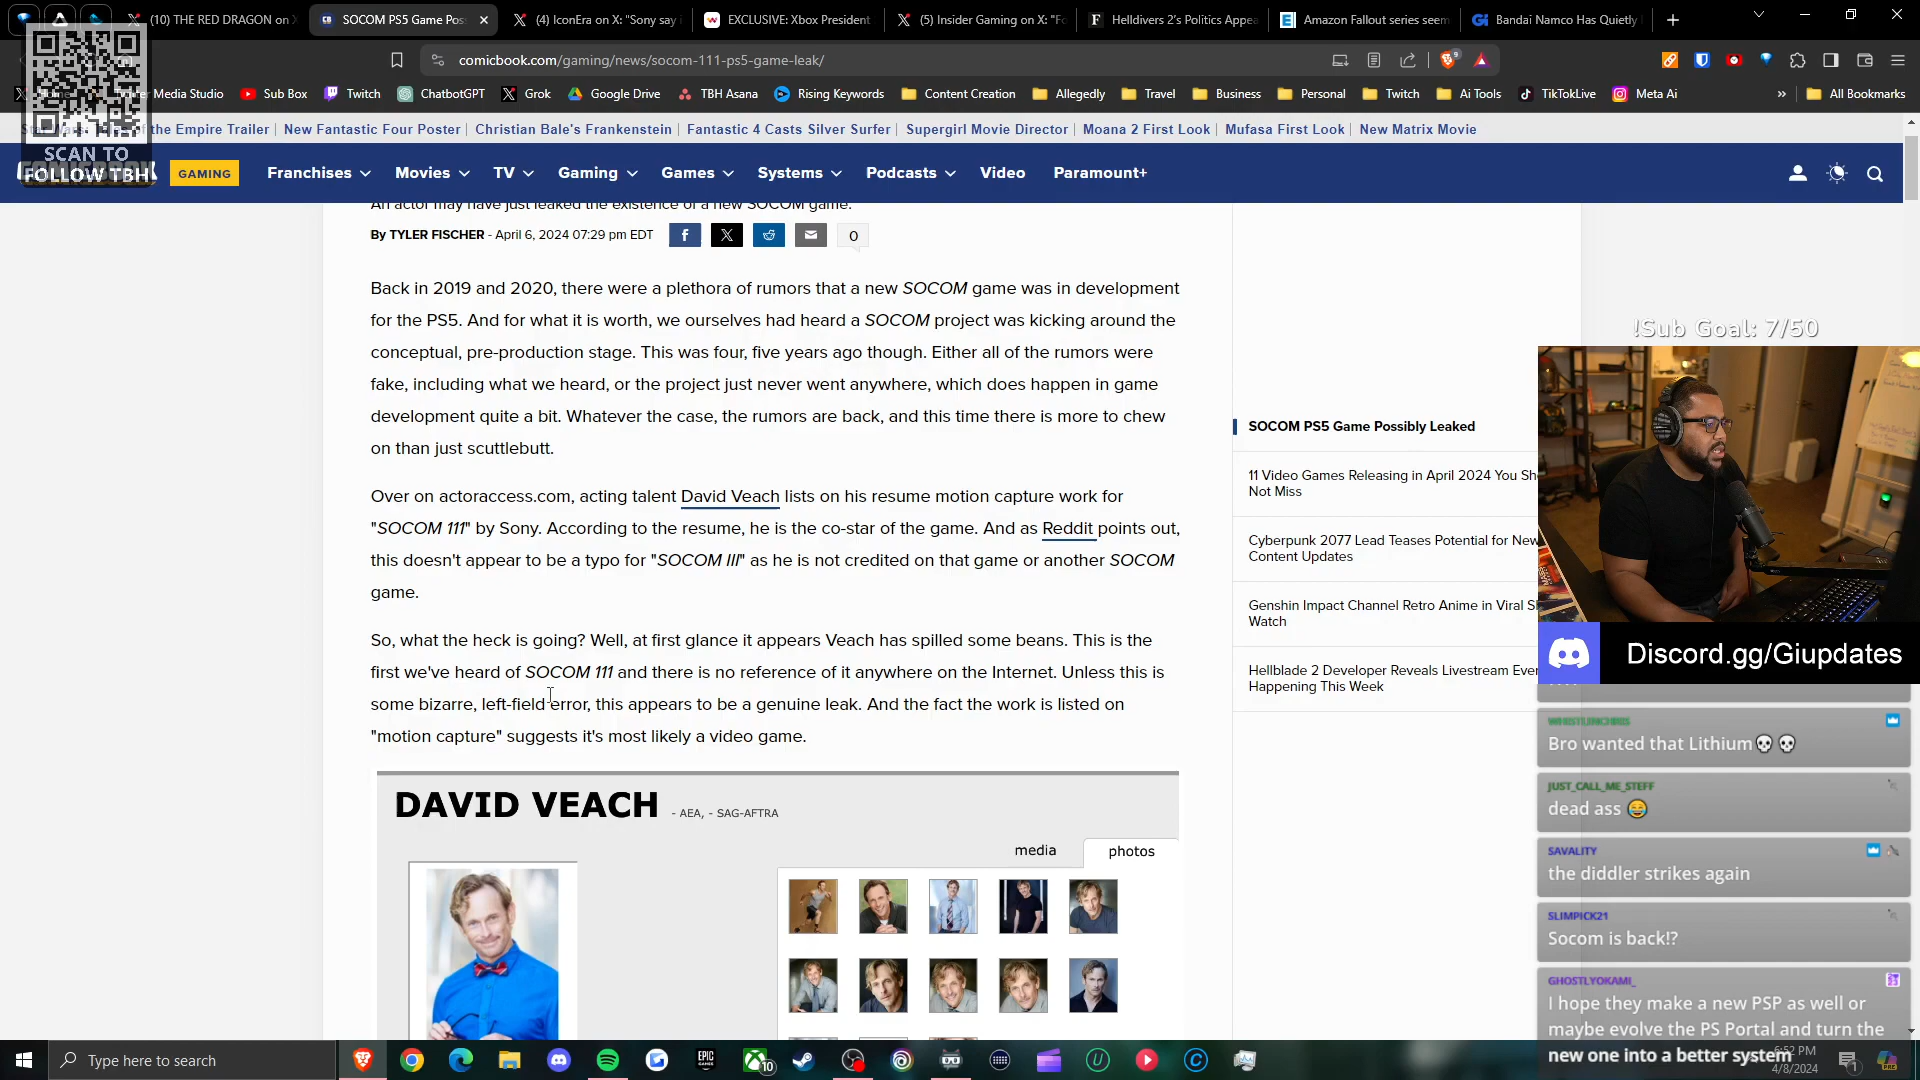 (10) THE RED DRAGON on X
SOCOM PS5 Game Pos
(4) IconEra on X: "Sony say i
EXCLUSIVE: Xbox President
(5) Insider Gaming on X: "Fo
Helldivers 2's Politics Appea
Amazon Fallout series seem
Bandai Namco Has Quietly
comicbook.com/gaming/news/socom-111-ps5-game-leak/
Media Studio
Sub Box
Twitch
ChatbotGPT
Grok
Google Drive
TBH Asana
Rising Keywords
Content Creation
Allegedly
Travel
Business
Personal
Twitch
Ai Tools
TikTokLive
Meta Ai
All Bookmarks
of the Empire Trailer
New Fantastic Four Poster
Christian Bale's Frankenstein
Fantastic 4 Casts Silver Surfer
Supergirl Movie Director
Moana 2 First Look
Mufasa First Look
New Matrix Movie
SCAN TO
FOLLOW TBH
GAMING
Franchises
Movies
TV
Gaming
Games
Systems
Podcasts
Video
Paramount+
An actor may have just leaked the existence of a new SOCOM game.
By TYLER FISCHER - April 6, 2024 07:29 pm EDT
0
Back in 2019 and 2020, there were a plethora of rumors that a new SOCOM game was in development
for the PS5. And for what it is worth, we ourselves had heard a SOCOM project was kicking around the
conceptual, pre-production stage. This was four, five years ago though. Either all of the rumors were
fake, including what we heard, or the project just never went anywhere, which does happen in game
development quite a bit. Whatever the case, the rumors are back, and this time there is more to chew
on than just scuttlebutt.
Over on actoraccess.com, acting talent David Veach lists on his resume motion capture work for
"SOCOM 111" by Sony. According to the resume, he is the co-star of the game. And as Reddit points out,
this doesn't appear to be a typo for "SOCOM III" as he is not credited on that game or another SOCOM
game.
So, what the heck is going? Well, at first glance it appears Veach has spilled some beans. This is the
first we've heard of SOCOM 111 and there is no reference of it anywhere on the Internet. Unless this is
some bizarre, left-field error, this appears to be a genuine leak. And the fact the work is listed on
"motion capture" suggests it's most likely a video game.
DAVID VEACH - AEA, - SAG-AFTRA
media
photos
SOCOM PS5 Game Possibly Leaked
11 Video Games Releasing in April 2024 You Sh
Not Miss
Cyberpunk 2077 Lead Teases Potential for New
Content Updates
Genshin Impact Channel Retro Anime in Viral S
Watch
Hellblade 2 Developer Reveals Livestream Eve
Happening This Week
!Sub Goal: 7/50
Discord.gg/Giupdates
WHISTLINCHRIS
Bro wanted that Lithium💀💀
JUST_CALL_ME_STEFF
dead ass 😂
SAVALITY
the diddler strikes again
SLIMPICK21
Socom is back!?
GHOSTLYOKAMI_
I hope they make a new PSP as well or
maybe evolve the PS Portal and turn the
new one into a better system
Type here to search
EPIC
GAMES
10
6:52 PM
4/8/2024
1